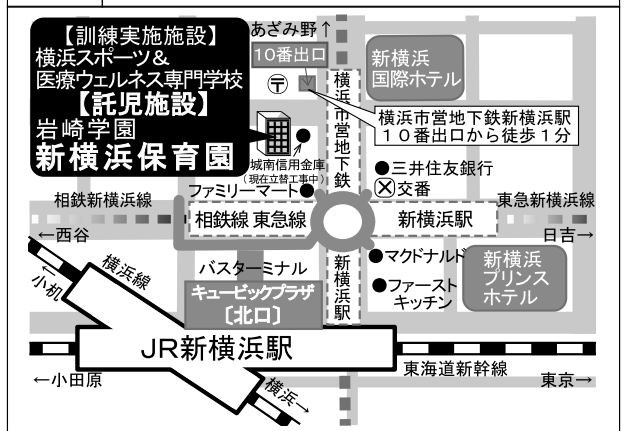 【訓練実施施設】
横浜スポーツ＆
医療ウェルネス専門学校
【託児施設】
岩崎学園
新横浜保育園
あざみ野↑
10番出口
〒
新横浜
国際ホテル
横浜市営地下鉄
横浜市営地下鉄新横浜駅
１０番出口から徒歩１分
城南信用金庫
（現在立替工事中）
ファミリーマート
三井住友銀行
交番
相鉄新横浜線
←西谷
相鉄線 東急線
新横浜駅
東急新横浜線
日吉→
横浜線
←小机
バスターミナル
キュービックプラザ
〔北口〕
新横浜駅
マクドナルド
ファースト
キッチン
新横浜
プリンス
ホテル
JR新横浜駅
←小田原
横浜→
東海道新幹線
東京→